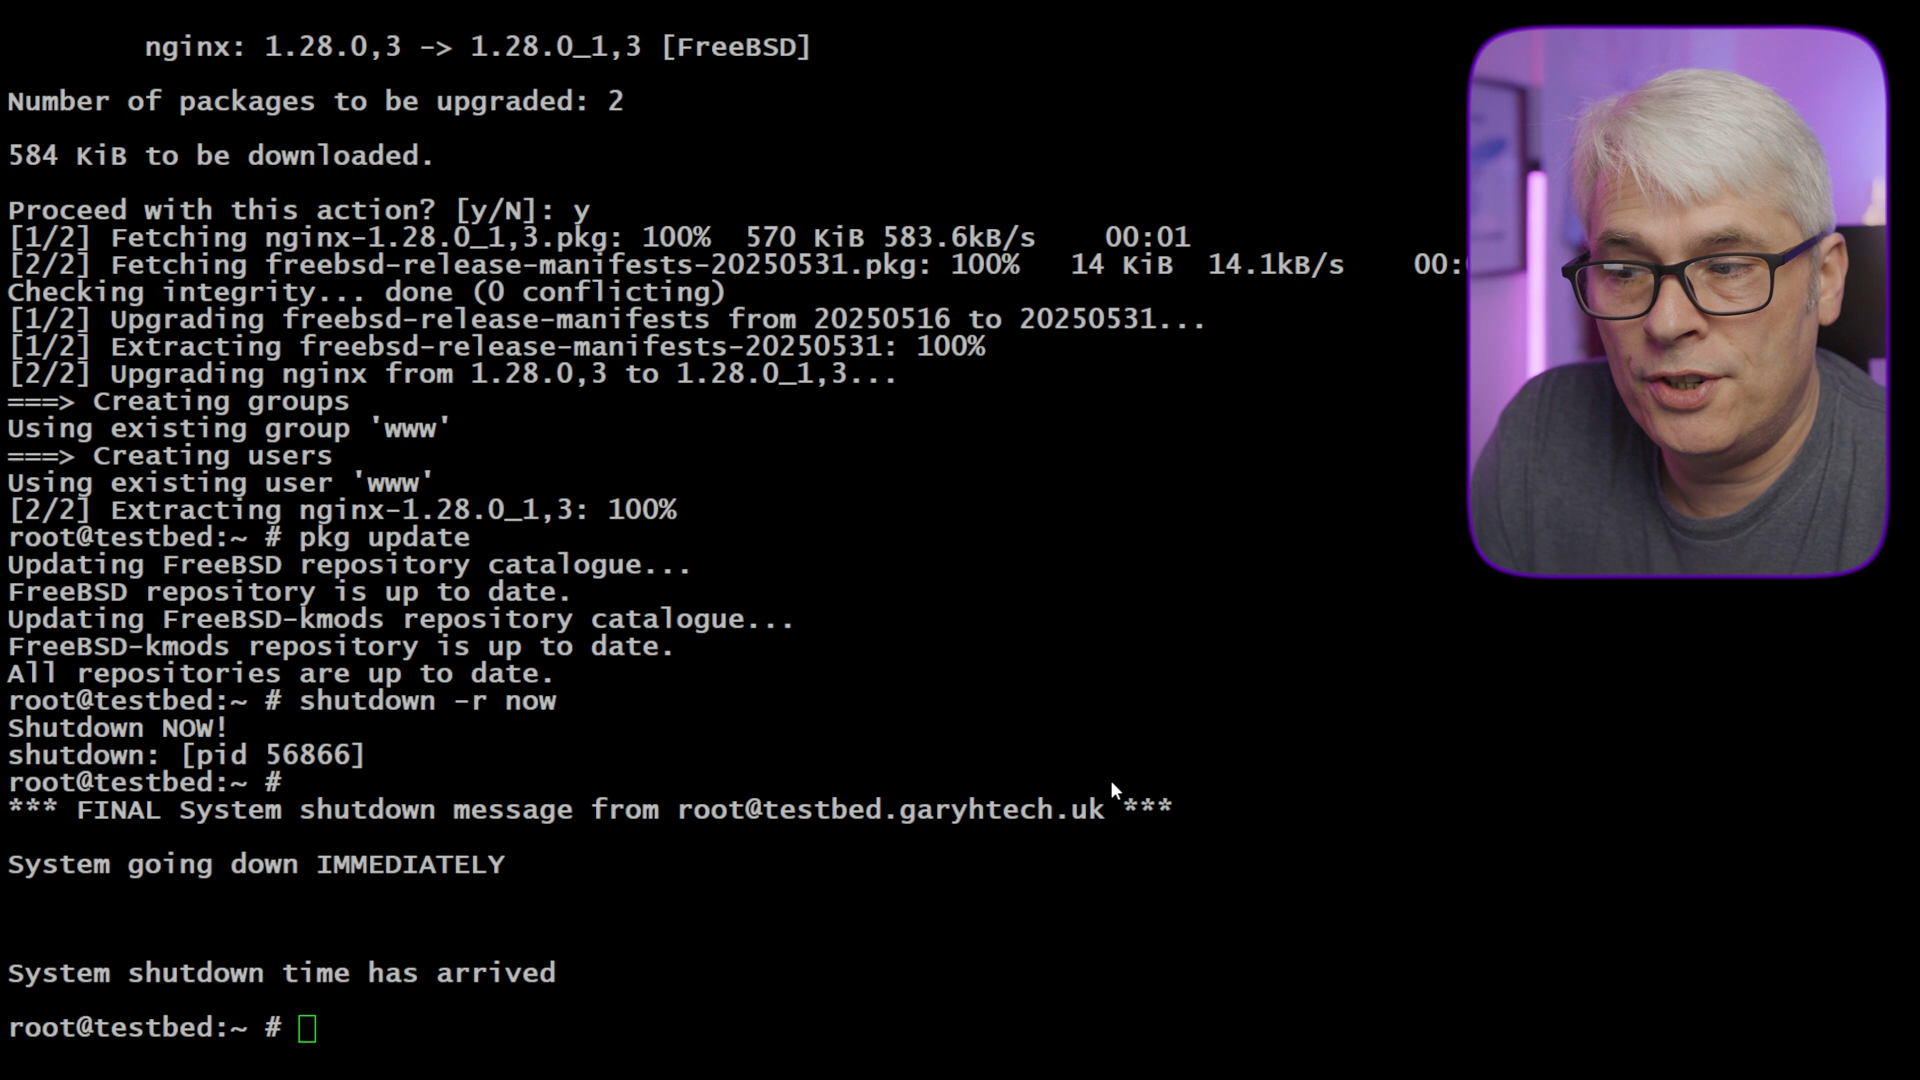 nginx: 1.28.0,3 -> 1.28.0_1,3 [FreeBSD]
Number of packages to be upgraded: 2
584 KiB to be downloaded.
Proceed with this action? [y/N]: y
[1/2] Fetching nginx-1.28.0_1,3.pkg: 100%  570 KiB 583.6kB/s    00:01
[2/2] Fetching freebsd-release-manifests-20250531.pkg: 100%   14 KiB  14.1kB/s    00:
Checking integrity... done (0 conflicting)
[1/2] Upgrading freebsd-release-manifests from 20250516 to 20250531...
[1/2] Extracting freebsd-release-manifests-20250531: 100%
[2/2] Upgrading nginx from 1.28.0,3 to 1.28.0_1,3...
===> Creating groups
Using existing group 'www'
===> Creating users
Using existing user 'www'
[2/2] Extracting nginx-1.28.0_1,3: 100%
root@testbed:~ # pkg update
Updating FreeBSD repository catalogue...
FreeBSD repository is up to date.
Updating FreeBSD-kmods repository catalogue...
FreeBSD-kmods repository is up to date.
All repositories are up to date.
root@testbed:~ # shutdown -r now
Shutdown NOW!
shutdown: [pid 56866]
root@testbed:~ #
*** FINAL System shutdown message from root@testbed.garyhtech.uk ***
System going down IMMEDIATELY
System shutdown time has arrived
root@testbed:~ #